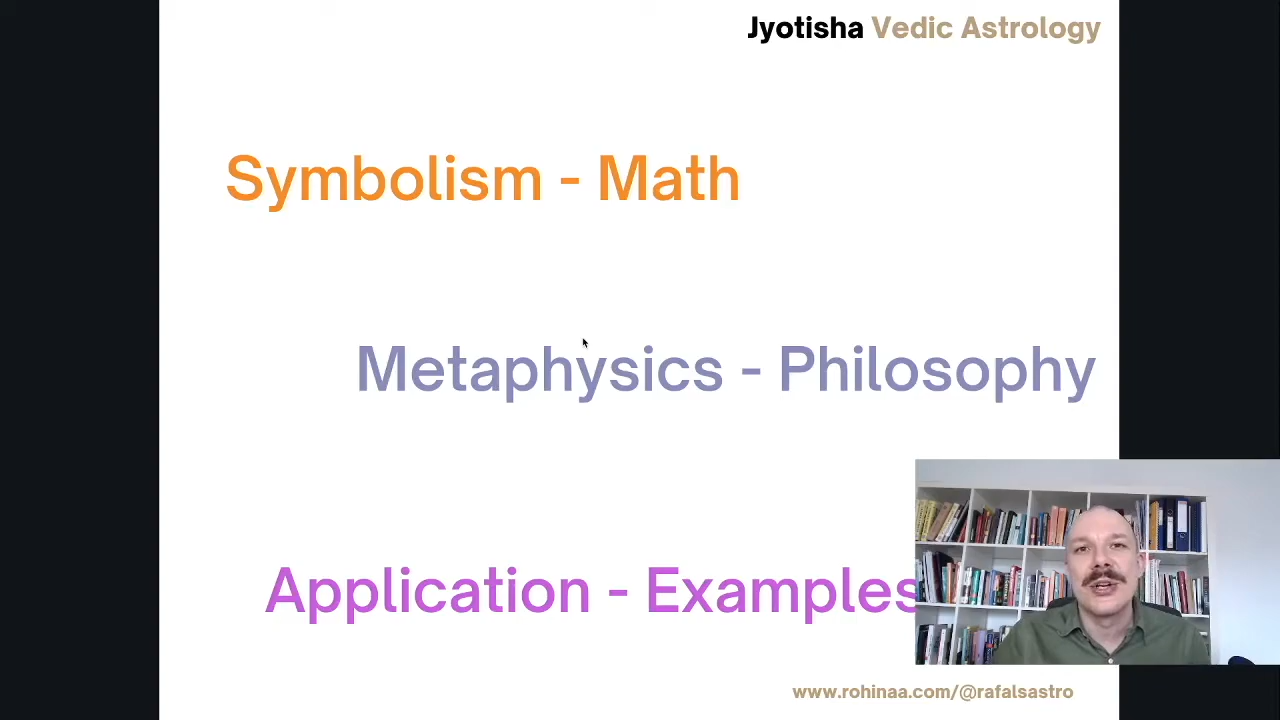 Jyotisha Vedic Astrology
Symbolism - Math
Metaphysics - Philosophy
Application - Examples
www.rohinaa.com/@rafalsastro